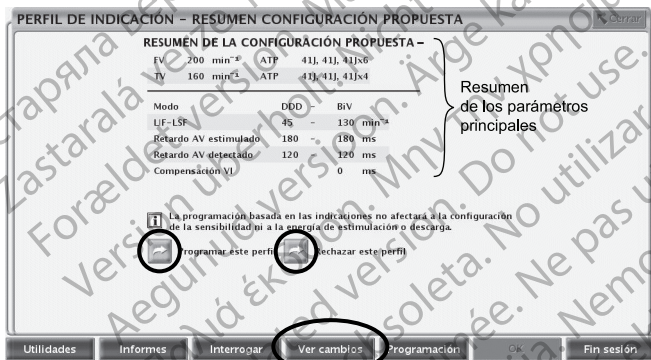 PERFIL DE INDICACIÓN – RESUMEN CONFIGURACIÓN PROPUESTA
Cerrar
RESUMEN DE LA CONFIGURACIÓN PROPUESTA –
FV 200 min⁻¹ ATP 41J, 41J, 41Jx6
TV 160 min⁻¹ ATP 41J, 41J, 41Jx4
Modo DDD – BiV
LIF-LSF 45 – 130 min⁻¹
Retardo AV estimulado 180 – 180 ms
Retardo AV detectado 120 – 120 ms
Compensación VI 0 ms
Resumen
de los parámetros
principales
La programación basada en las indicaciones no afectará a la configuración
de la sensibilidad ni a la energía de estimulación o descarga.
Programar este perfil
Rechazar este perfil
Utilidades Informes Interrogar Ver cambios Programación OK Fin sesión